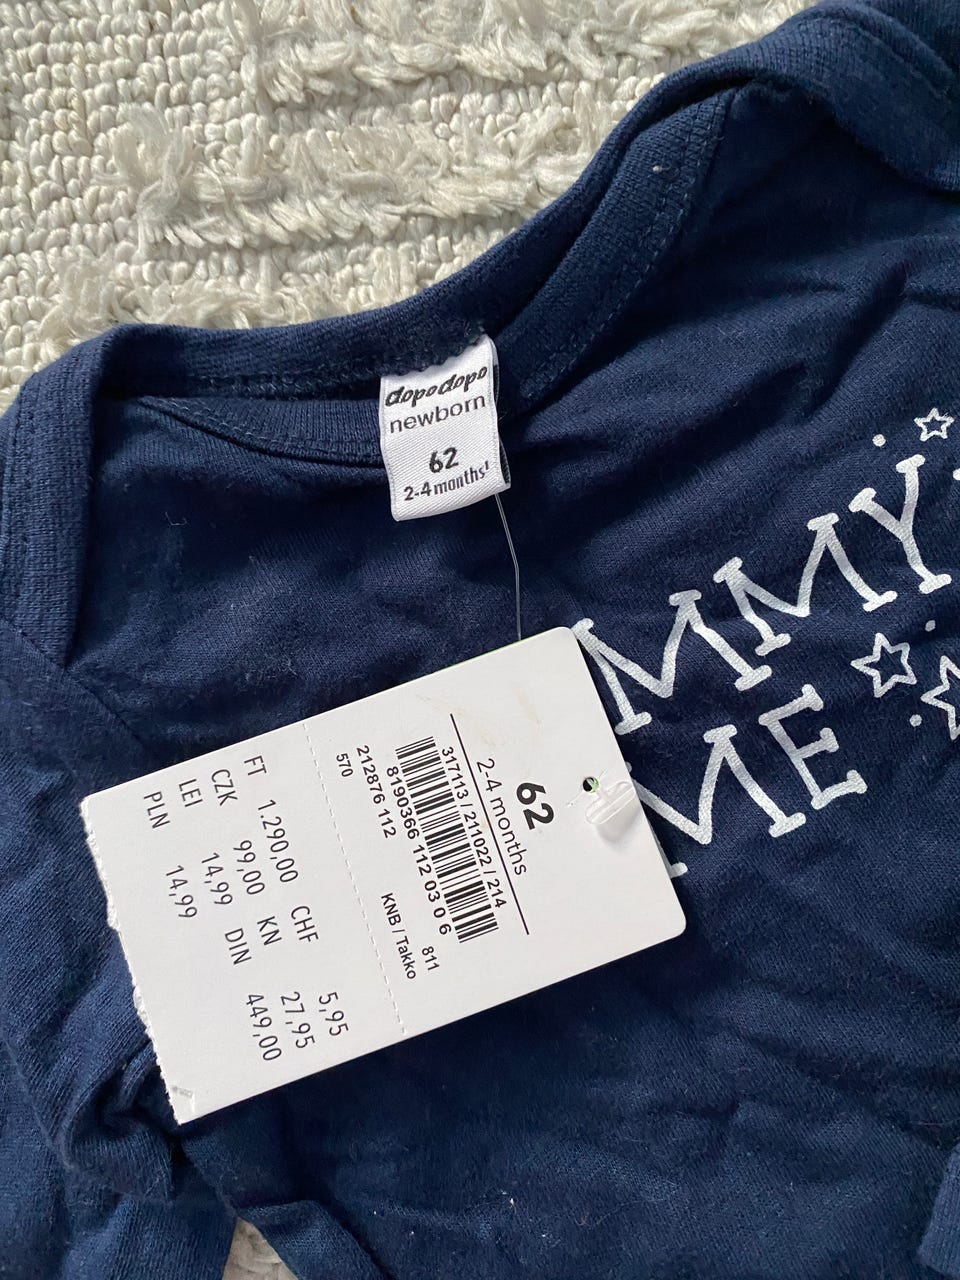 dopodopo
newborn
62
2-4 months
MMY
ME
62
2-4 months
317113 / 211022 / 214
8190366 112 03 0 6
212876 112
570
811
KNB / Takko
FT 1.290,00 CHF 5,95
CZK 99,00 KN 27,95
LEI 14,99 DIN 449,00
PLN 14,99